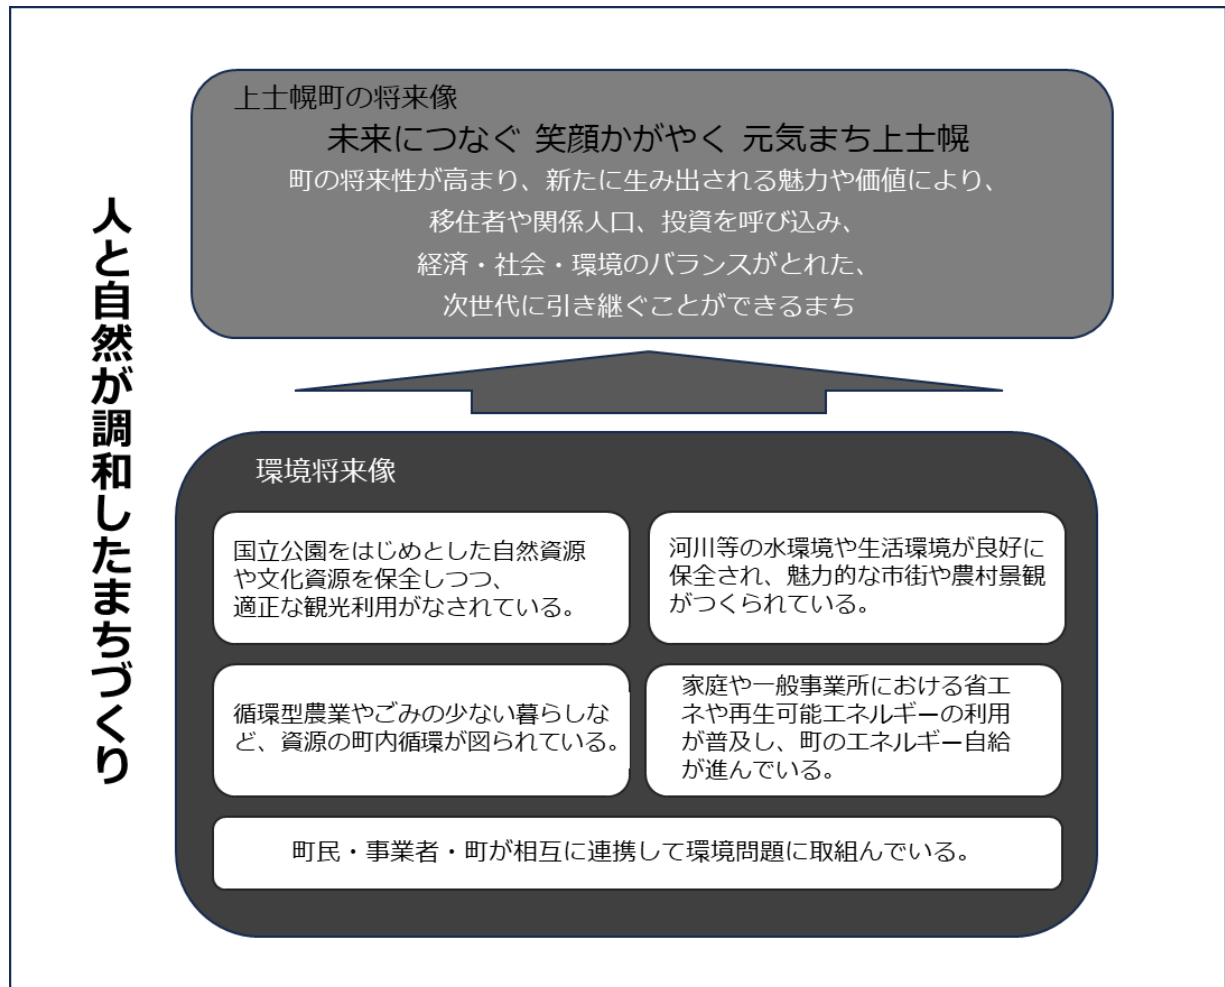 人と自然が調和したまちづくり
上士幌町の将来像
未来につなぐ 笑顔かがやく 元気まち上士幌
町の将来性が高まり、新たに生み出される魅力や価値により、
移住者や関係人口、投資を呼び込み、
経済・社会・環境のバランスがとれた、
次世代に引き継ぐことができるまち
環境将来像
国立公園をはじめとした自然資源
や文化資源を保全しつつ、
適正な観光利用がなされている。
河川等の水環境や生活環境が良好に
保全され、魅力的な市街や農村景観
がつくられている。
循環型農業やごみの少ない暮らしな
ど、資源の町内循環が図られている。
家庭や一般事業所における省エ
ネや再生可能エネルギーの利用
が普及し、町のエネルギー自給
が進んでいる。
町民・事業者・町が相互に連携して環境問題に取組んでいる。